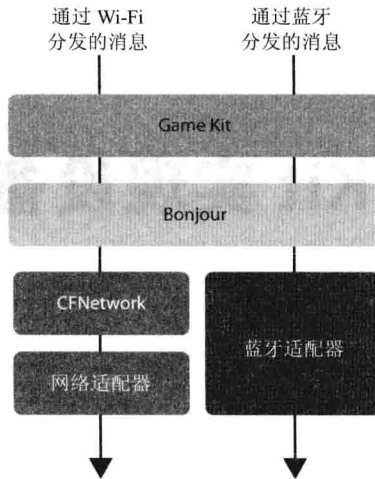 通过 Wi-Fi
分发的消息
通过蓝牙
分发的消息
Game Kit
Bonjour
CFNetwork
蓝牙适配器
网络适配器